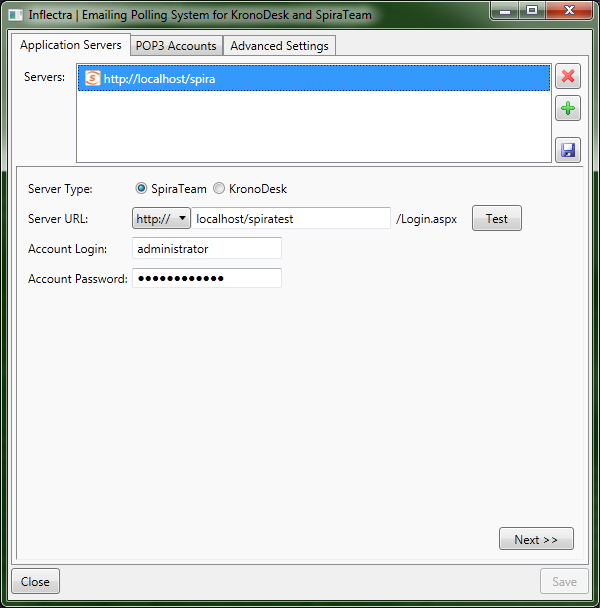 Inflectra | Emailing Polling System for KronoDesk and SpiraTeam
Application Servers POP3 Accounts Advanced Settings
Servers: http://localhost/spira
Server Type: SpiraTeam KronoDesk
Server URL: http:// localhost/spiratest /Login.aspx Test
Account Login: administrator
Account Password: ●●●●●●●●●●●●
Next >>
Close Save